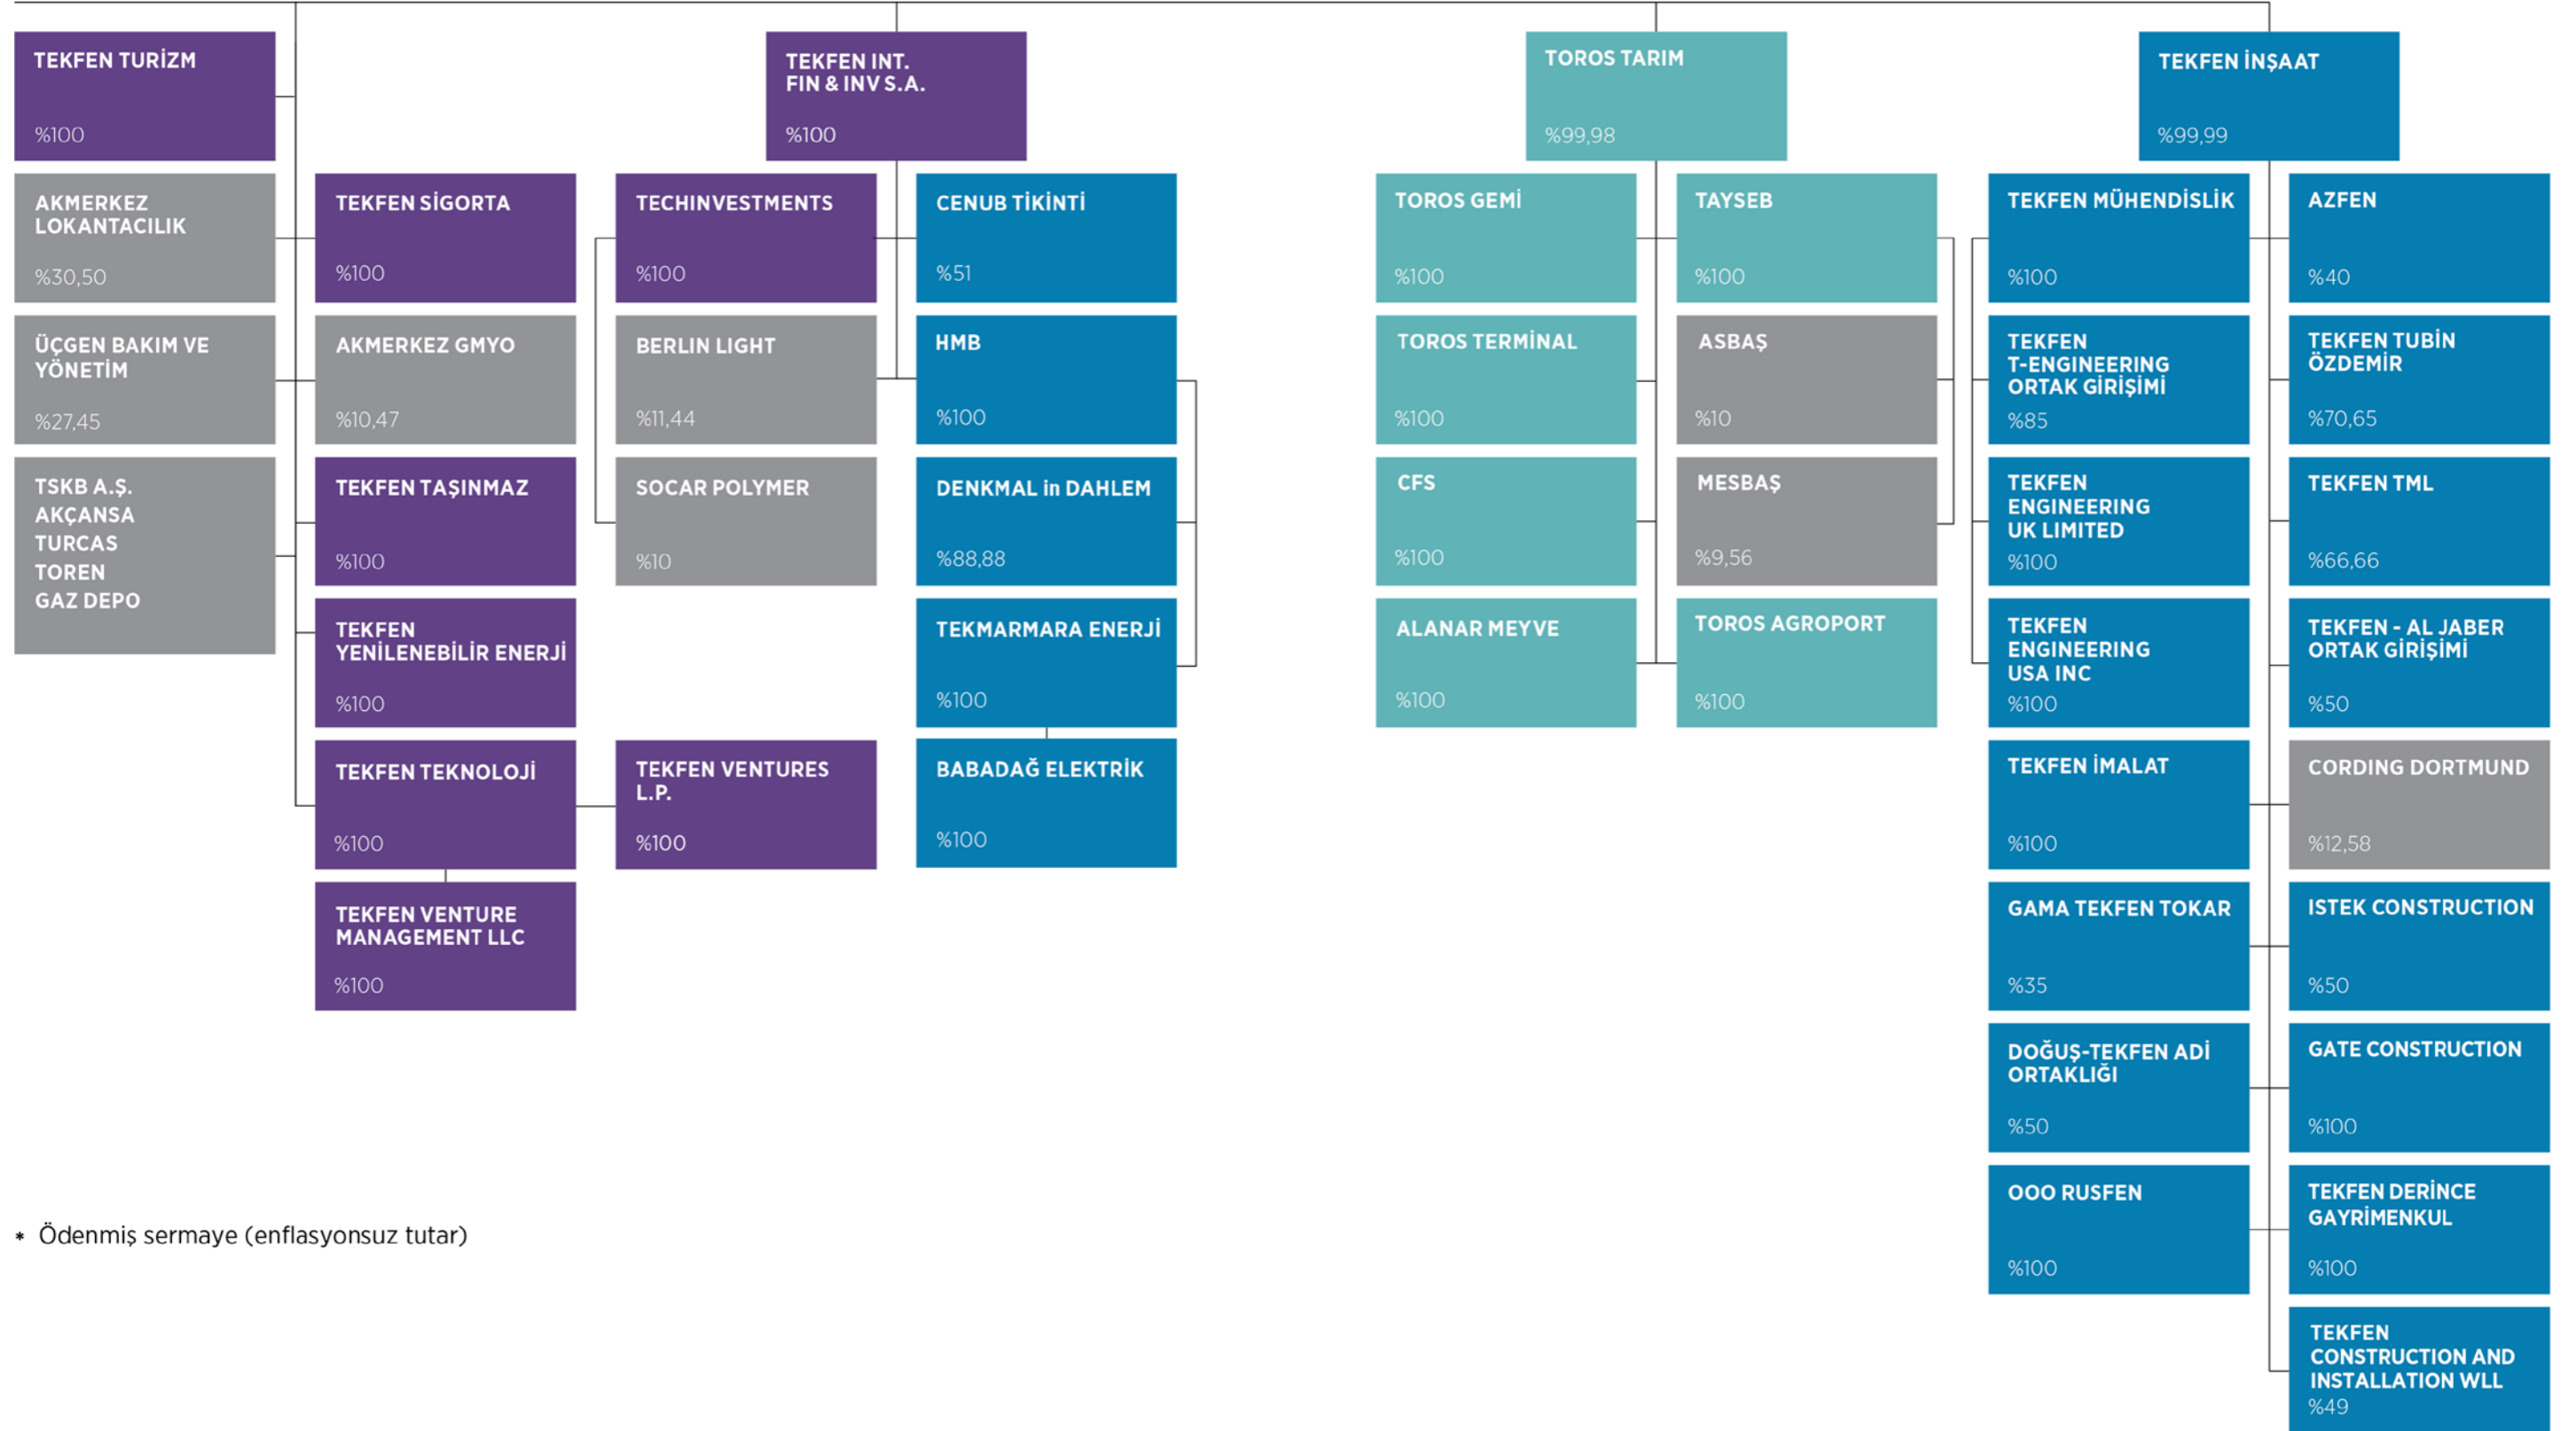 TEKFEN TURİZM
%100
TEKFEN INT.
FIN & INV S.A.
%100
TOROS TARIM
%99,98
TEKFEN İNŞAAT
%99,99
AKMERKEZ
LOKANTACILIK
%30,50
TEKFEN SİGORTA
%100
TECHINVESTMENTS
%100
CENUB TİKİNTİ
%51
TOROS GEMİ
%100
TAYSEB
%100
TEKFEN MÜHENDİSLİK
%100
AZFEN
%40
ÜÇGEN BAKIM VE
YÖNETİM
%27,45
AKMERKEZ GMYO
%10,47
BERLIN LIGHT
%11,44
HMB
%100
TOROS TERMİNAL
%100
ASBAŞ
%10
TEKFEN
T-ENGINEERING
ORTAK GİRİŞİMİ
%85
TEKFEN TUBİN
ÖZDEMİR
%70,65
TSKB A.Ş.
AKÇANSA
TURCAS
TOREN
GAZ DEPO
TEKFEN TAŞINMAZ
%100
SOCAR POLYMER
%10
DENKMAL in DAHLEM
%88,88
CFS
%100
MESBAŞ
%9,56
TEKFEN
ENGINEERING
UK LIMITED
%100
TEKFEN TML
%66,66
TEKFEN
YENİLENEBİLİR ENERJİ
%100
TEKMARMARA ENERJİ
%100
ALANAR MEYVE
%100
TOROS AGROPORT
%100
TEKFEN
ENGINEERING
USA INC
%100
TEKFEN - AL JABER
ORTAK GİRİŞİMİ
%50
TEKFEN TEKNOLOJİ
%100
TEKFEN VENTURES
L.P.
%100
BABADAĞ ELEKTRİK
%100
TEKFEN İMALAT
%100
CORDING DORTMUND
%12,58
TEKFEN VENTURE
MANAGEMENT LLC
%100
GAMA TEKFEN TOKAR
%35
ISTEK CONSTRUCTION
%50
DOĞUŞ-TEKFEN ADİ
ORTAKLIĞI
%50
GATE CONSTRUCTION
%100
OOO RUSFEN
%100
TEKFEN DERİNCE
GAYRİMENKUL
%100
* Ödenmiş sermaye (enflasyonsuz tutar)
TEKFEN
CONSTRUCTION AND
INSTALLATION WLL
%49